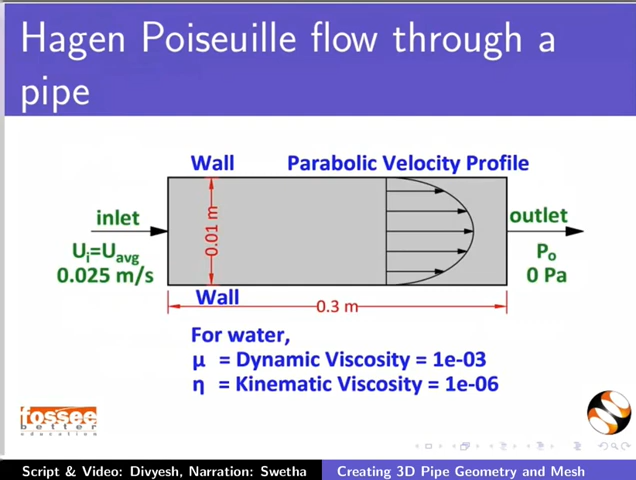 Hagen Poiseuille flow through a
pipe
Wall
Parabolic Velocity Profile
inlet
0.01 m
outlet
Ui=Uavg
Po
0.025 m/s
0 Pa
Wall
0.3 m
For water,
μ = Dynamic Viscosity = 1e-03
η = Kinematic Viscosity = 1e-06
fossee
better
education
Script & Video: Divyesh, Narration: Swetha
Creating 3D Pipe Geometry and Mesh